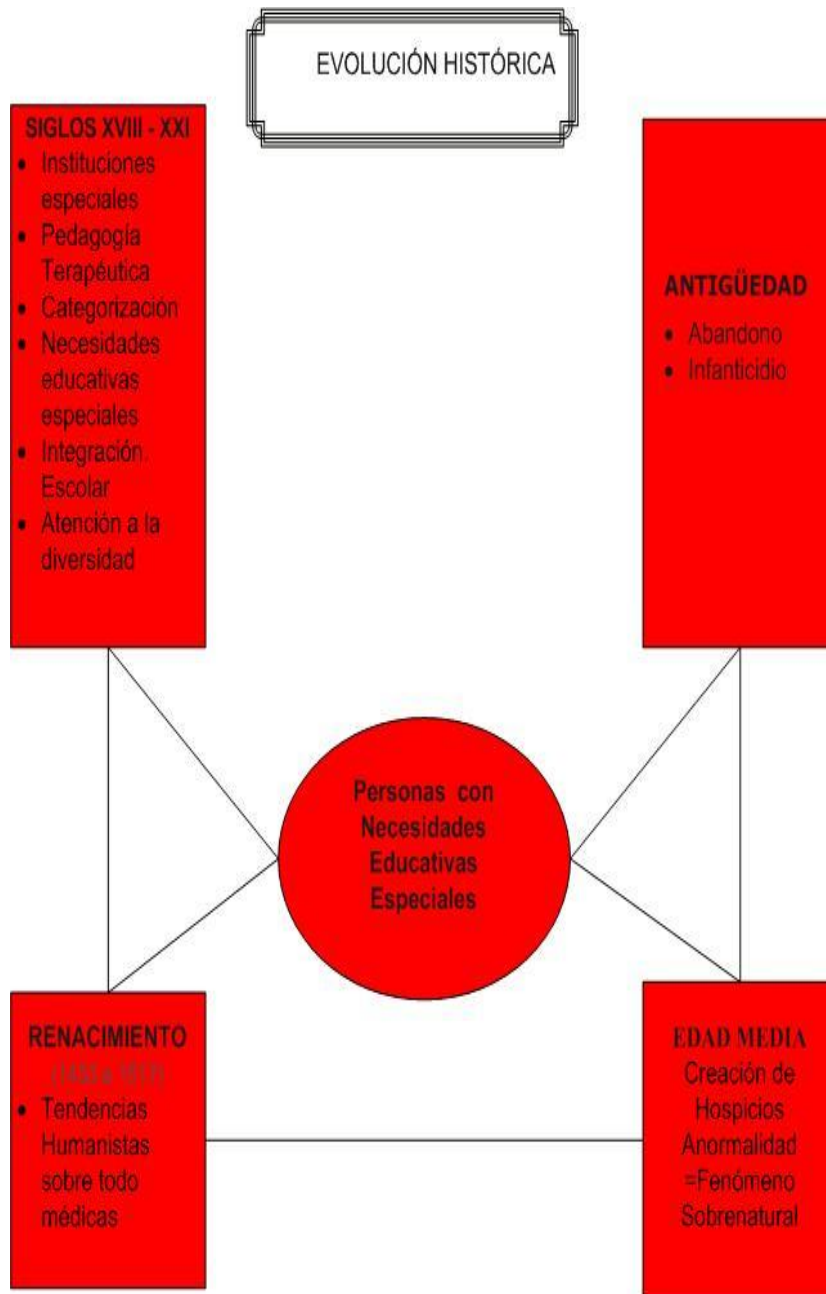 EVOLUCIÓN HISTÓRICA
SIGLOS XVIII - XXI
• Instituciones
especiales
• Pedagogía
Terapéutica
• Categorización
• Necesidades
educativas
especiales
• Integración.
Escolar
• Atención a la
diversidad
ANTIGÜEDAD
• Abandono
• Infanticidio
Personas con
Necesidades
Educativas
Especiales
RENACIMIENTO
• Tendencias
Humanistas
sobre todo
médicas
EDAD MEDIA
Creación de
Hospicios
Anormalidad
=Fenómeno
Sobrenatural